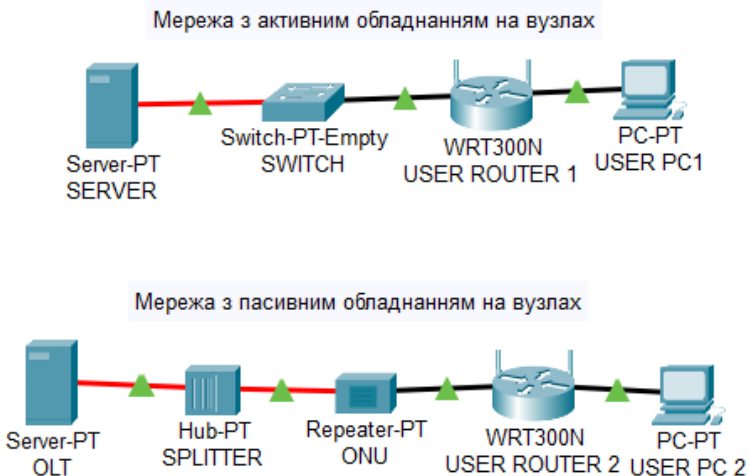 Мережа з активним обладнанням на вузлах
Server-PT
SERVER
Switch-PT-Empty
SWITCH
WRT300N
USER ROUTER 1
PC-PT
USER PC1
Мережа з пасивним обладнанням на вузлах
Server-PT
OLT
Hub-PT
SPLITTER
Repeater-PT
ONU
WRT300N
USER ROUTER 2
PC-PT
USER PC 2